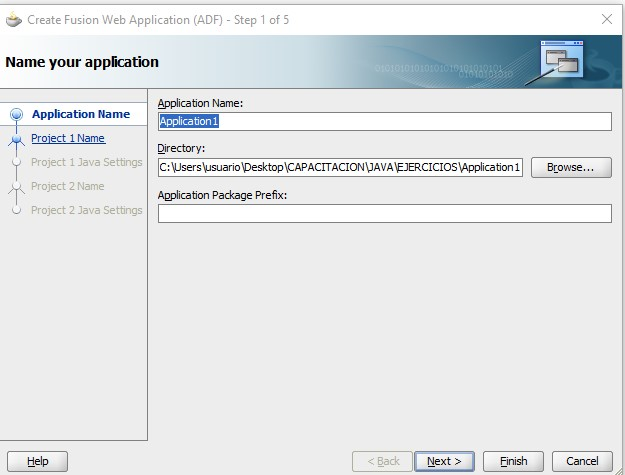 Create Fusion Web Application (ADF) - Step 1 of 5
Name your application
Application Name
Project 1 Name
Project 1 Java Settings
Project 2 Name
Project 2 Java Settings
Application Name:
Application1
Directory:
C:\Users\usuario\Desktop\CAPACITACION\JAVA\EJERCICIOS\Application1
Browse...
Application Package Prefix:
Help
< Back
Next >
Finish
Cancel